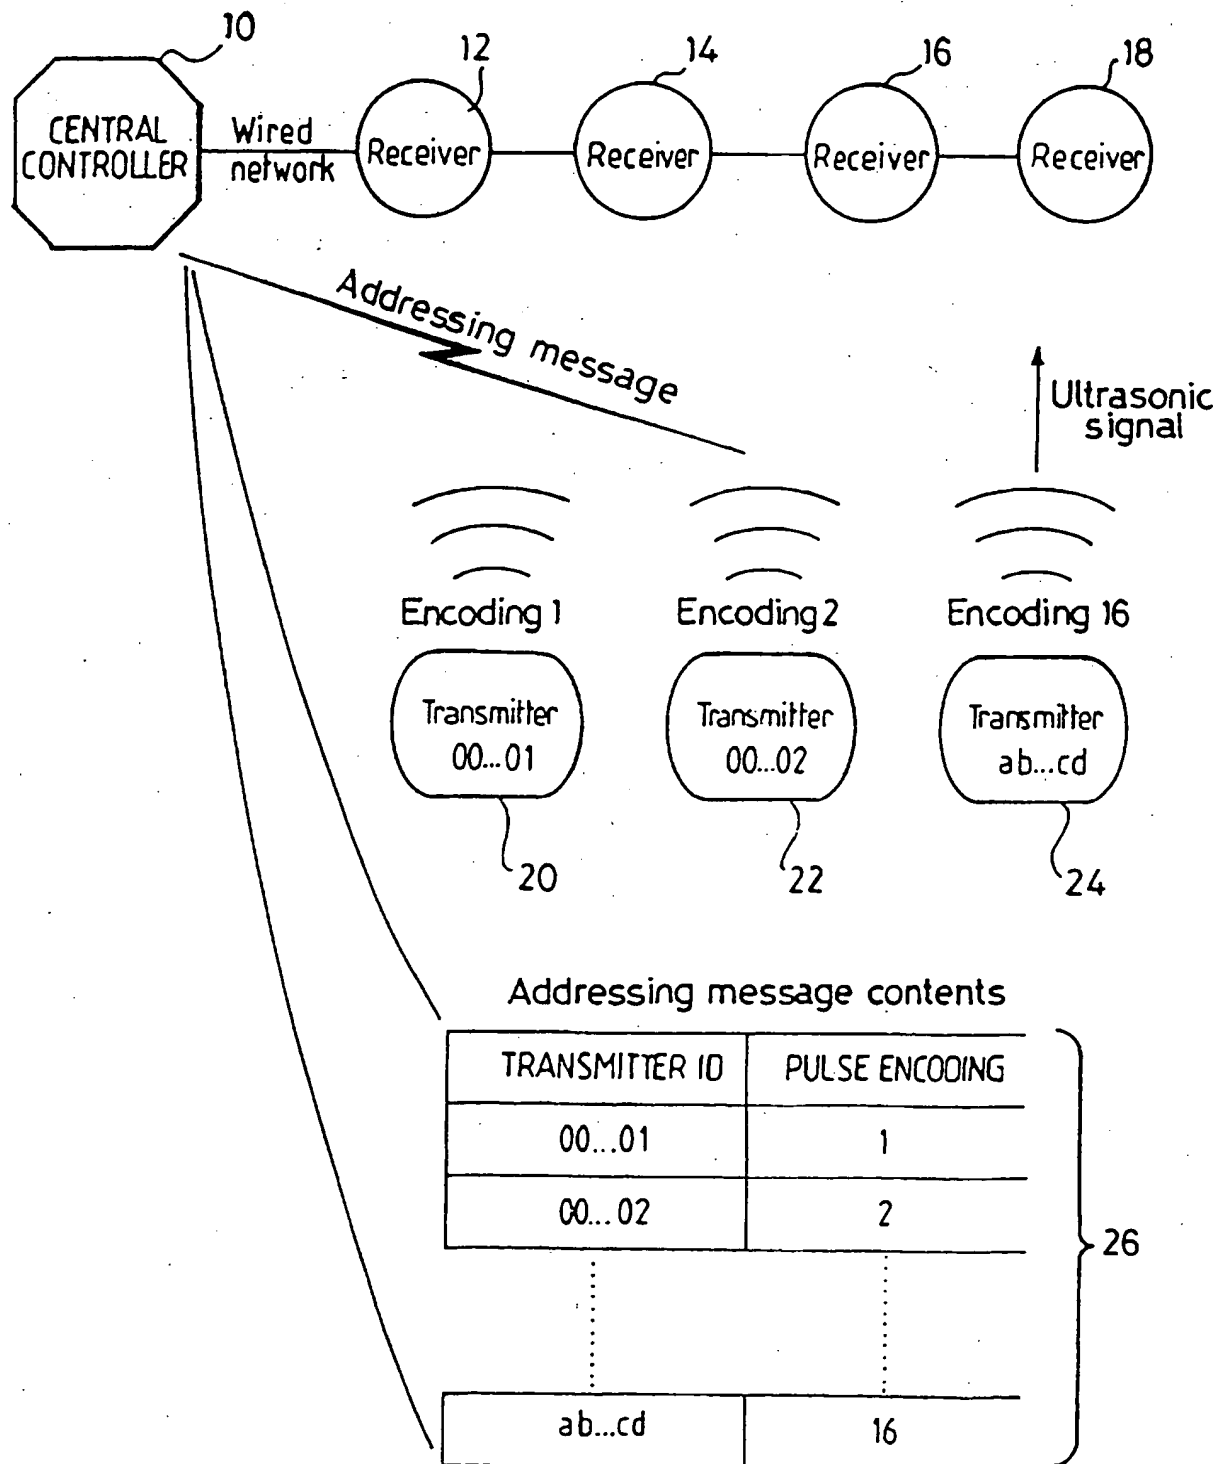 10
12
14
16
18
CENTRAL
CONTROLLER
Wired
network
Receiver
Receiver
Receiver
Receiver
Addressing message
Ultrasonic
signal
Encoding 1
Encoding 2
Encoding 16
Transmitter
00...01
Transmitter
00...02
Transmitter
ab...cd
20
22
24
Addressing message contents
TRANSMITTER ID PULSE ENCODING
00...01 1
00...02 2
26
ab...cd 16